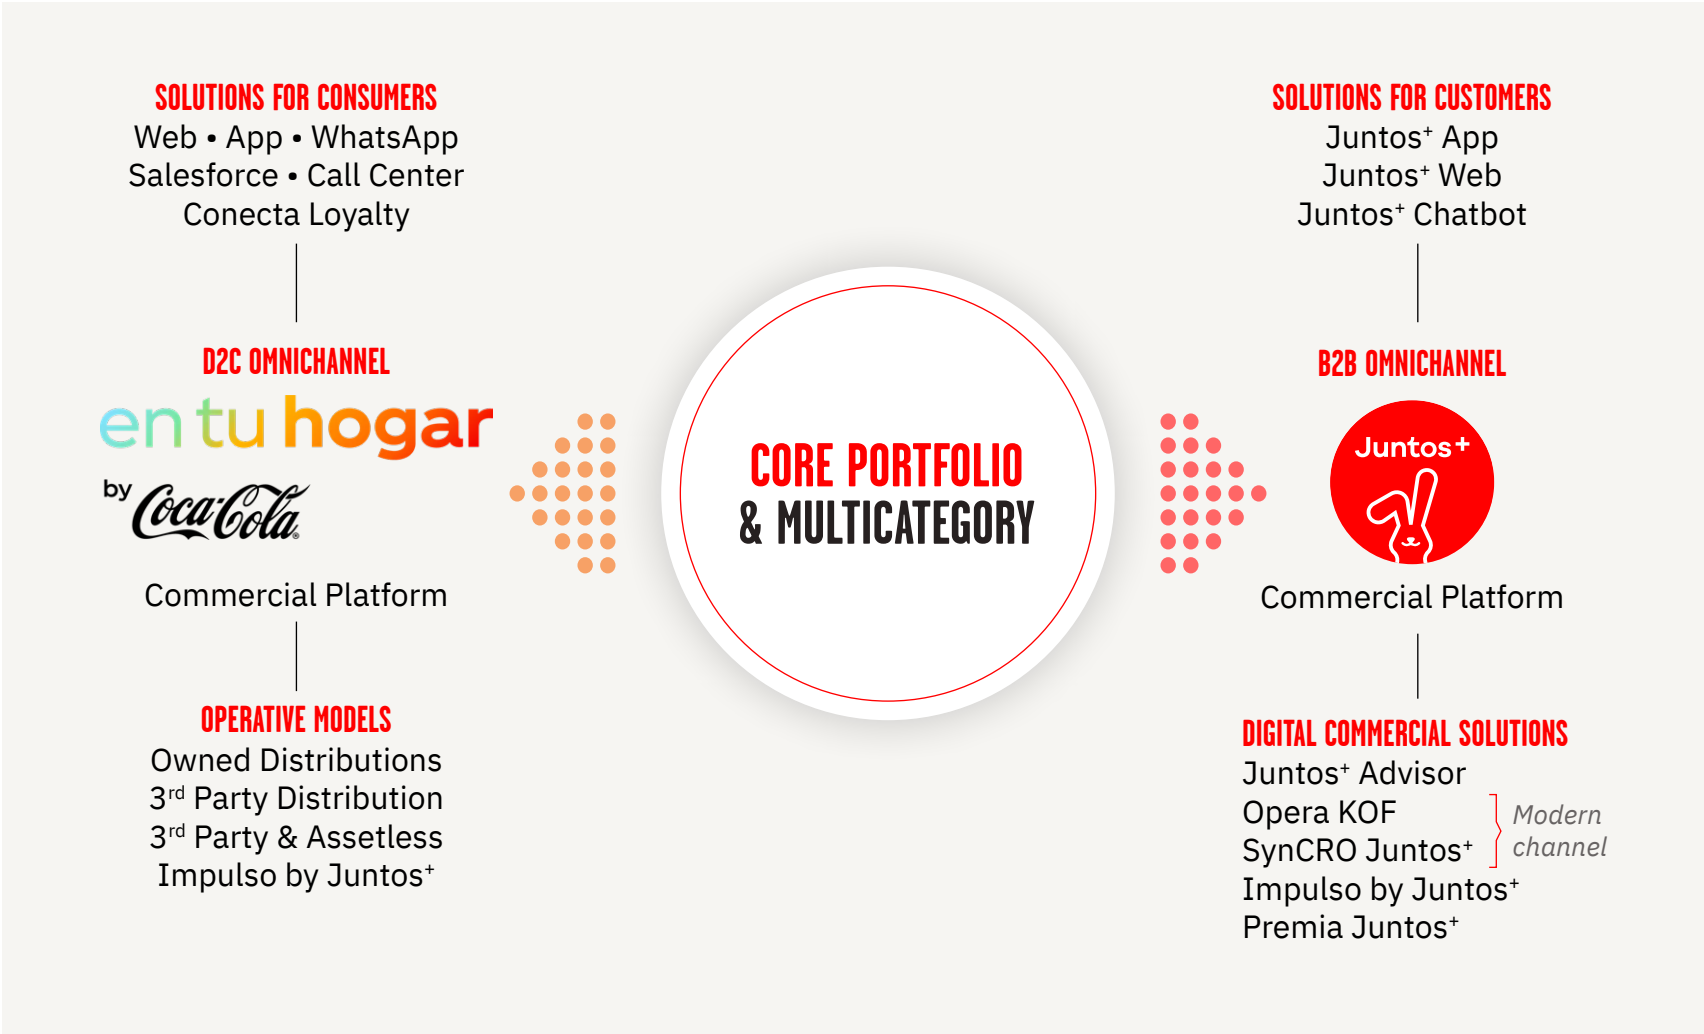 SOLUTIONS FOR CONSUMERS
Web • App • WhatsApp
Salesforce • Call Center
Conecta Loyalty
D2C OMNICHANNEL
en tu hogar
by Coca-Cola®
Commercial Platform
OPERATIVE MODELS
Owned Distributions
3rd Party Distribution
3rd Party & Assetless
Impulso by Juntos+
CORE PORTFOLIO
& MULTICATEGORY
SOLUTIONS FOR CUSTOMERS
Juntos+ App
Juntos+ Web
Juntos+ Chatbot
B2B OMNICHANNEL
Juntos+
Commercial Platform
DIGITAL COMMERCIAL SOLUTIONS
Juntos+ Advisor
Opera KOF
SynCRO Juntos+
Modern
channel
Impulso by Juntos+
Premia Juntos+